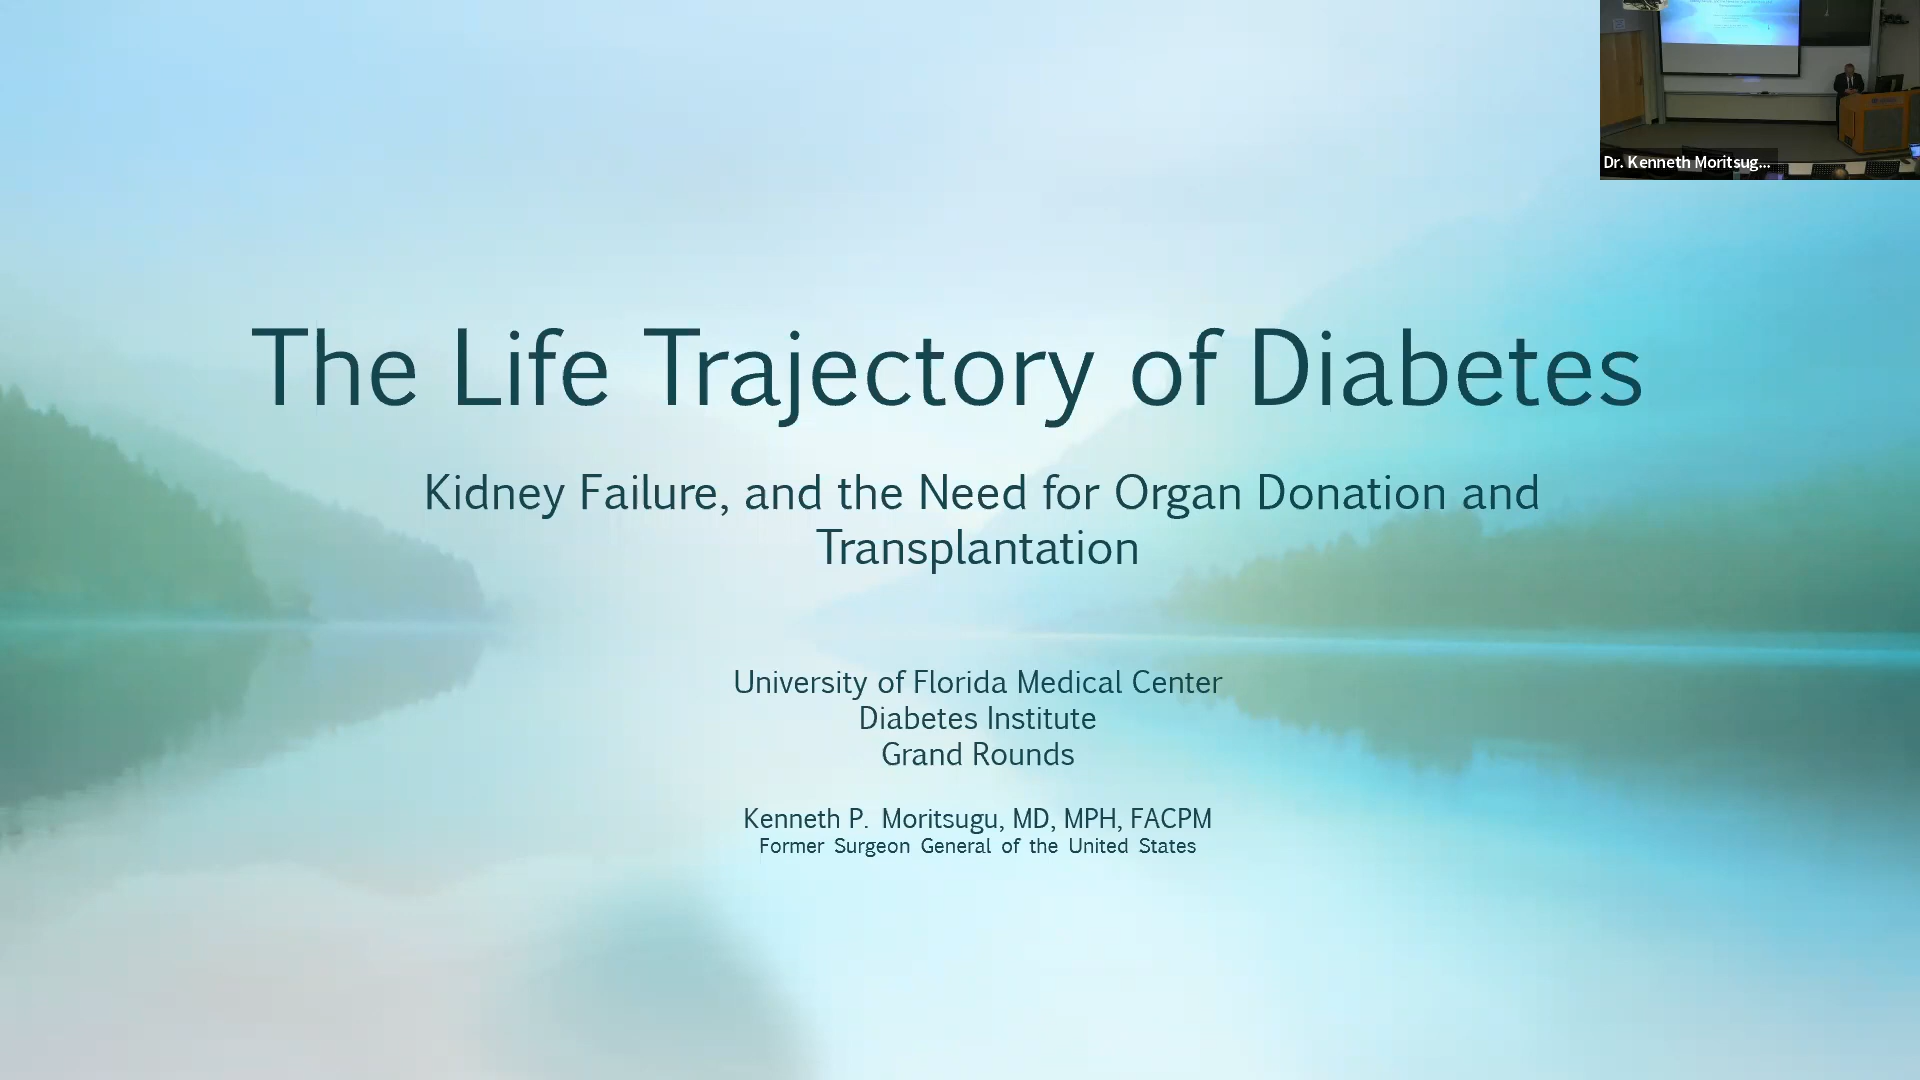 Dr. Kenneth Moritsug...
The Life Trajectory of Diabetes
Kidney Failure, and the Need for Organ Donation and
Transplantation
University of Florida Medical Center
Diabetes Institute
Grand Rounds
Kenneth P. Moritsugu, MD, MPH, FACPM
Former Surgeon General of the United States